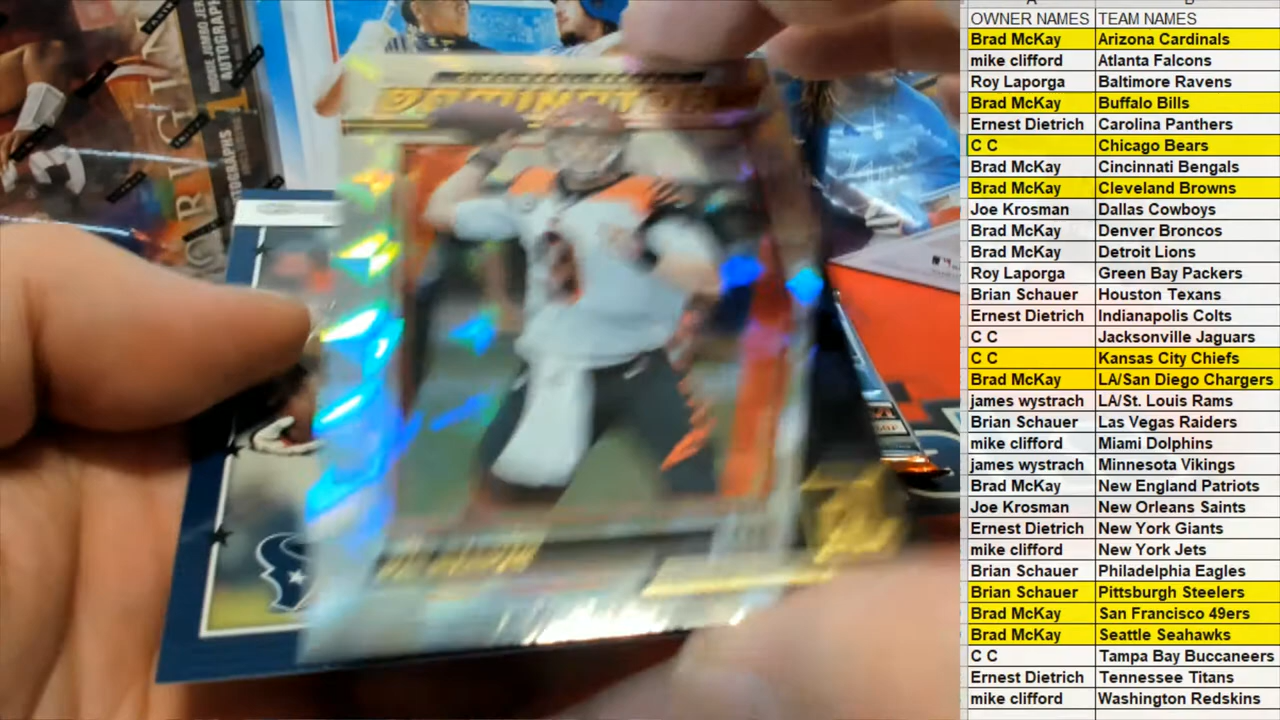 OWNER NAMES TEAM NAMES
Brad McKay Arizona Cardinals
mike clifford Atlanta Falcons
Roy Laporga Baltimore Ravens
Brad McKay Buffalo Bills
Ernest Dietrich Carolina Panthers
C C Chicago Bears
Brad McKay Cincinnati Bengals
Brad McKay Cleveland Browns
Joe Krosman Dallas Cowboys
Brad McKay Denver Broncos
Brad McKay Detroit Lions
Roy Laporga Green Bay Packers
Brian Schauer Houston Texans
Ernest Dietrich Indianapolis Colts
C C Jacksonville Jaguars
C C Kansas City Chiefs
Brad McKay LA/San Diego Chargers
james wystrach LA/St. Louis Rams
Brian Schauer Las Vegas Raiders
mike clifford Miami Dolphins
james wystrach Minnesota Vikings
Brad McKay New England Patriots
Joe Krosman New Orleans Saints
Ernest Dietrich New York Giants
mike clifford New York Jets
Brian Schauer Philadelphia Eagles
Brian Schauer Pittsburgh Steelers
Brad McKay San Francisco 49ers
Brad McKay Seattle Seahawks
C C Tampa Bay Buccaneers
Ernest Dietrich Tennessee Titans
mike clifford Washington Redskins